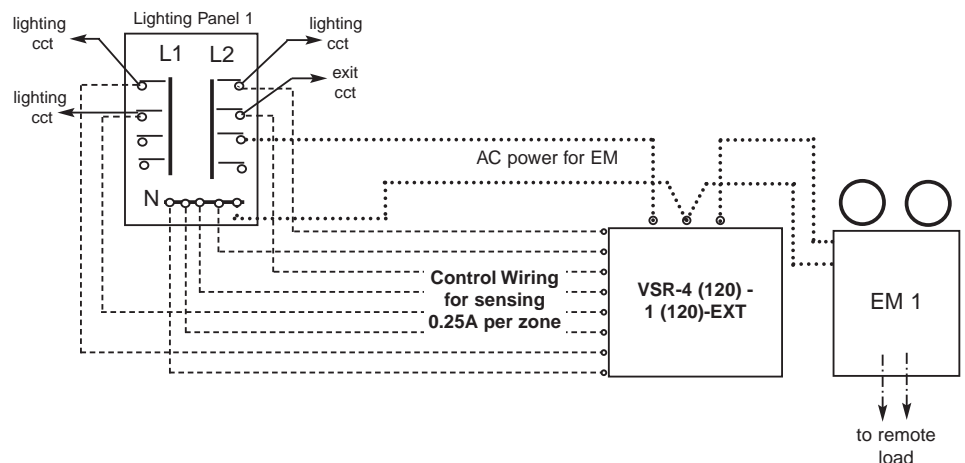 Lighting Panel 1
lighting
cct
lighting
cct
L1 L2
exit
cct
lighting
cct
AC power for EM
N
Control Wiring
for sensing
0.25A per zone
VSR-4 (120) -
1 (120)-EXT
EM 1
to remote
load